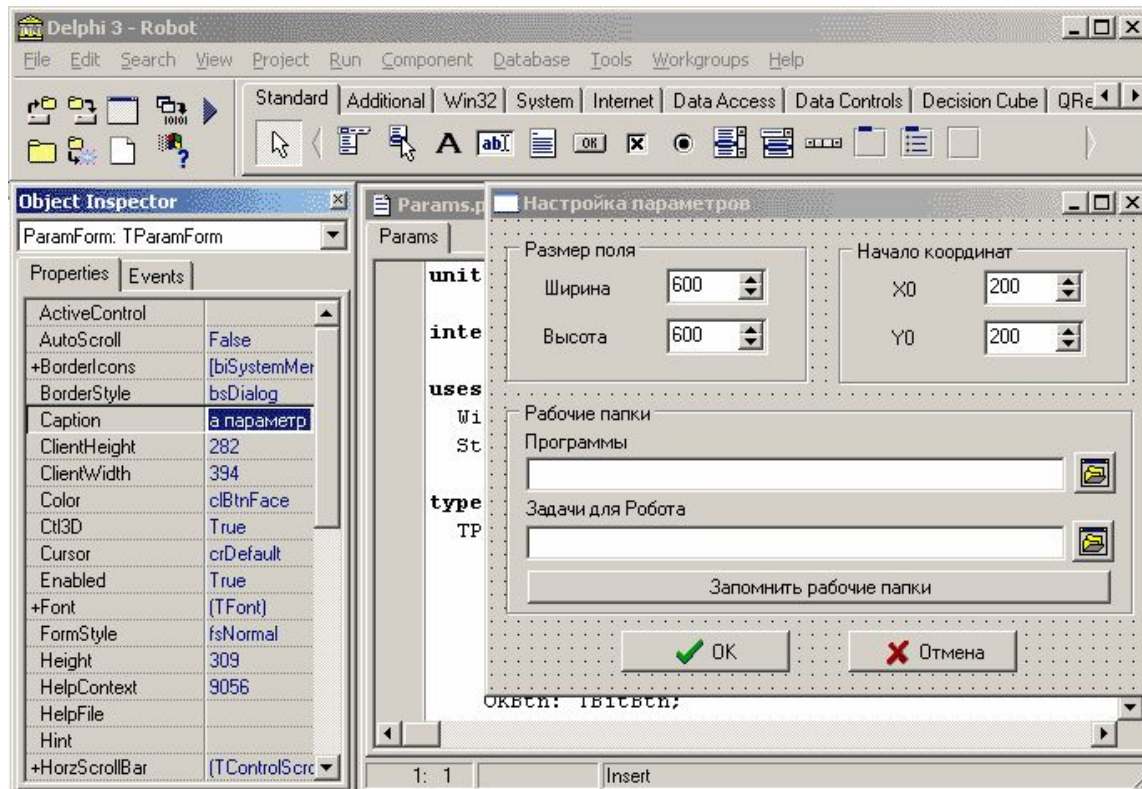 Delphi 3 - Robot
File Edit Search View Project Run Component Database Tools Workgroups Help
Standard Additional Win32 System Internet Data Access Data Controls Decision Cube QRe
Object Inspector
ParamForm: TParamForm
Properties Events
ActiveControl
AutoScroll False
+BorderIcons [biSystemMer
BorderStyle bsDialog
Caption а параметр
ClientHeight 282
ClientWidth 394
Color clBtnFace
Ctl3D True
Cursor crDefault
Enabled True
+Font (TFont)
FormStyle fsNormal
Height 309
HelpContext 9056
HelpFile
Hint
+HorzScrollBar (TControlScro
Params.p
Params
unit
inte
uses
Wi
St
type
TP
OKBtn: TBitBtn;
1: 1 Insert
Настройка параметров
Размер поля
Ширина 600
Высота 600
Начало координат
X0 200
Y0 200
Рабочие папки
Программы
Задачи для Робота
Запомнить рабочие папки
OK Отмена